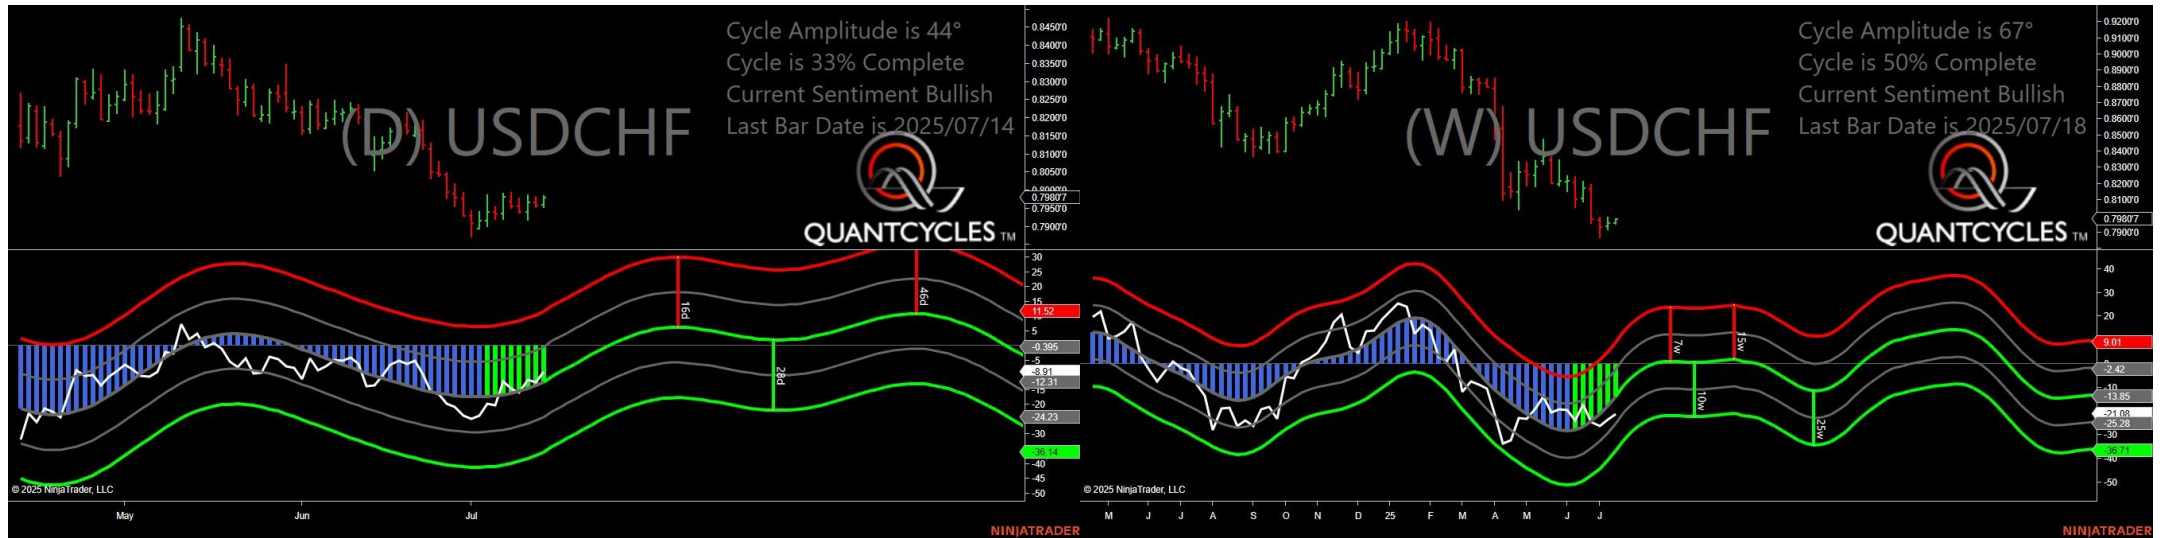 Cycle Amplitude is 44°
Cycle is 33% Complete
Current Sentiment Bullish
Last Bar Date is 2025/07/14
(D) USDCHF
QUANTCYCLES TM
0.8450'0
0.8400'0
0.8350'0
0.8300'0
0.8250'0
0.8200'0
0.8150'0
0.8100'0
0.8050'0
0.8000'0
0.7980'7
0.7950'0
0.7900'0
30
25
20
15
11.52
5
-0.395
-5
-8.91
-12.31
-15
-20
-24.23
-30
-36.14
-40
-45
-50
16d
28d
46d
© 2025 NinjaTrader, LLC
May
Jun
Jul
NINJATRADER
Cycle Amplitude is 67°
Cycle is 50% Complete
Current Sentiment Bullish
Last Bar Date is 2025/07/18
(W) USDCHF
QUANTCYCLES TM
0.9200'0
0.9100'0
0.9000'0
0.8900'0
0.8800'0
0.8700'0
0.8600'0
0.8500'0
0.8400'0
0.8300'0
0.8200'0
0.8100'0
0.7980'7
0.7900'0
40
30
20
9.01
-2.42
-10
-13.85
-21.08
-25.28
-30
-36.71
-40
-50
7w
10w
15w
25w
© 2025 NinjaTrader, LLC
M
J
J
A
S
O
N
D
25
F
M
A
M
J
J
NINJATRADER